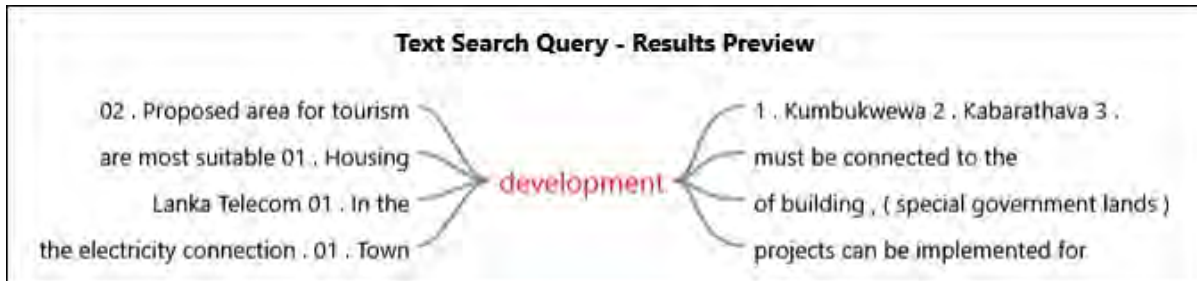 Text Search Query - Results Preview
02 . Proposed area for tourism
are most suitable 01 . Housing
Lanka Telecom 01 . In the
the electricity connection . 01 . Town
development
1 . Kumbukwewa 2 . Kabarathava 3 .
must be connected to the
of building , ( special government lands )
projects can be implemented for